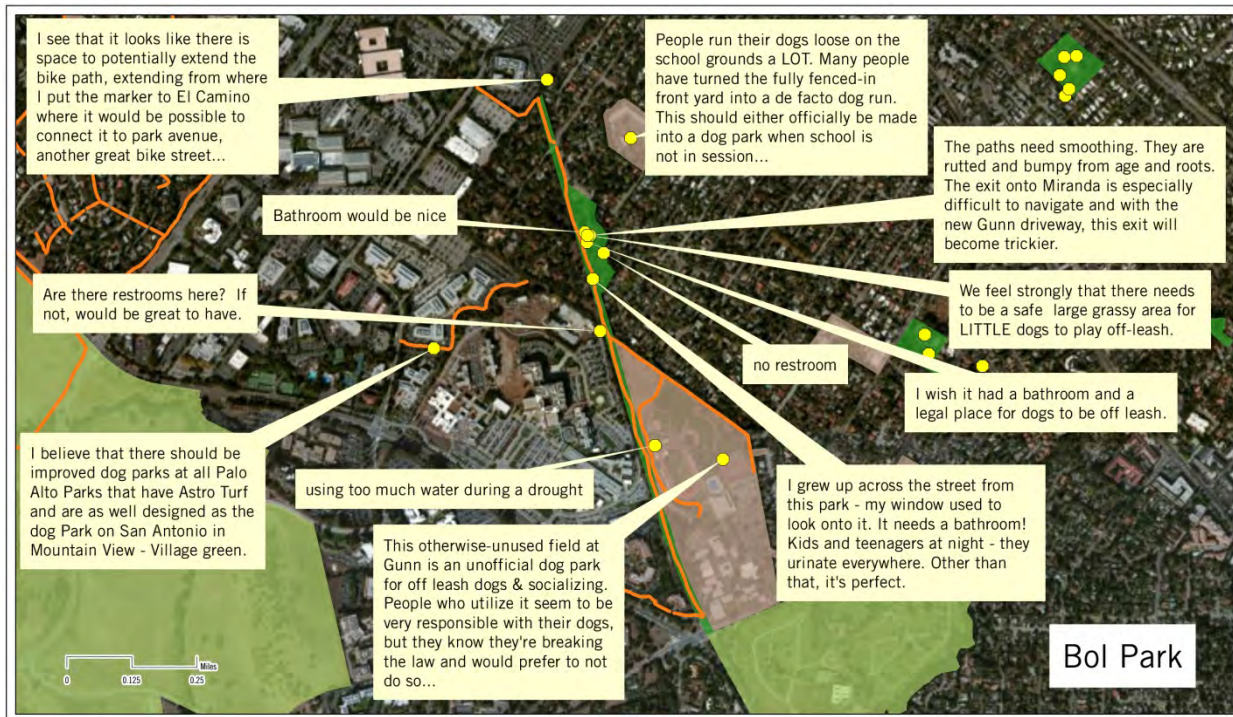 I see that it looks like there is
space to potentially extend the
bike path, extending from where
I put the marker to El Camino
where it would be possible to
connect it to park avenue,
another great bike street...
People run their dogs loose on the
school grounds a LOT. Many people
have turned the fully fenced-in
front yard into a de facto dog run.
This should either officially be made
into a dog park when school is
not in session...
The paths need smoothing. They are
rutted and bumpy from age and roots.
The exit onto Miranda is especially
difficult to navigate and with the
new Gunn driveway, this exit will
become trickier.
Bathroom would be nice
Are there restrooms here? If
not, would be great to have.
We feel strongly that there needs
to be a safe large grassy area for
LITTLE dogs to play off-leash.
no restroom
I wish it had a bathroom and a
legal place for dogs to be off leash.
I believe that there should be
improved dog parks at all Palo
Alto Parks that have Astro Turf
and are as well designed as the
dog Park on San Antonio in
Mountain View - Village green.
using too much water during a drought
I grew up across the street from
this park - my window used to
look onto it. It needs a bathroom!
Kids and teenagers at night - they
urinate everywhere. Other than
that, it's perfect.
This otherwise-unused field at
Gunn is an unofficial dog park
for off leash dogs & socializing.
People who utilize it seem to be
very responsible with their dogs,
but they know they're breaking
the law and would prefer to not
do so...
Bol Park
Miles
0 0.125 0.25